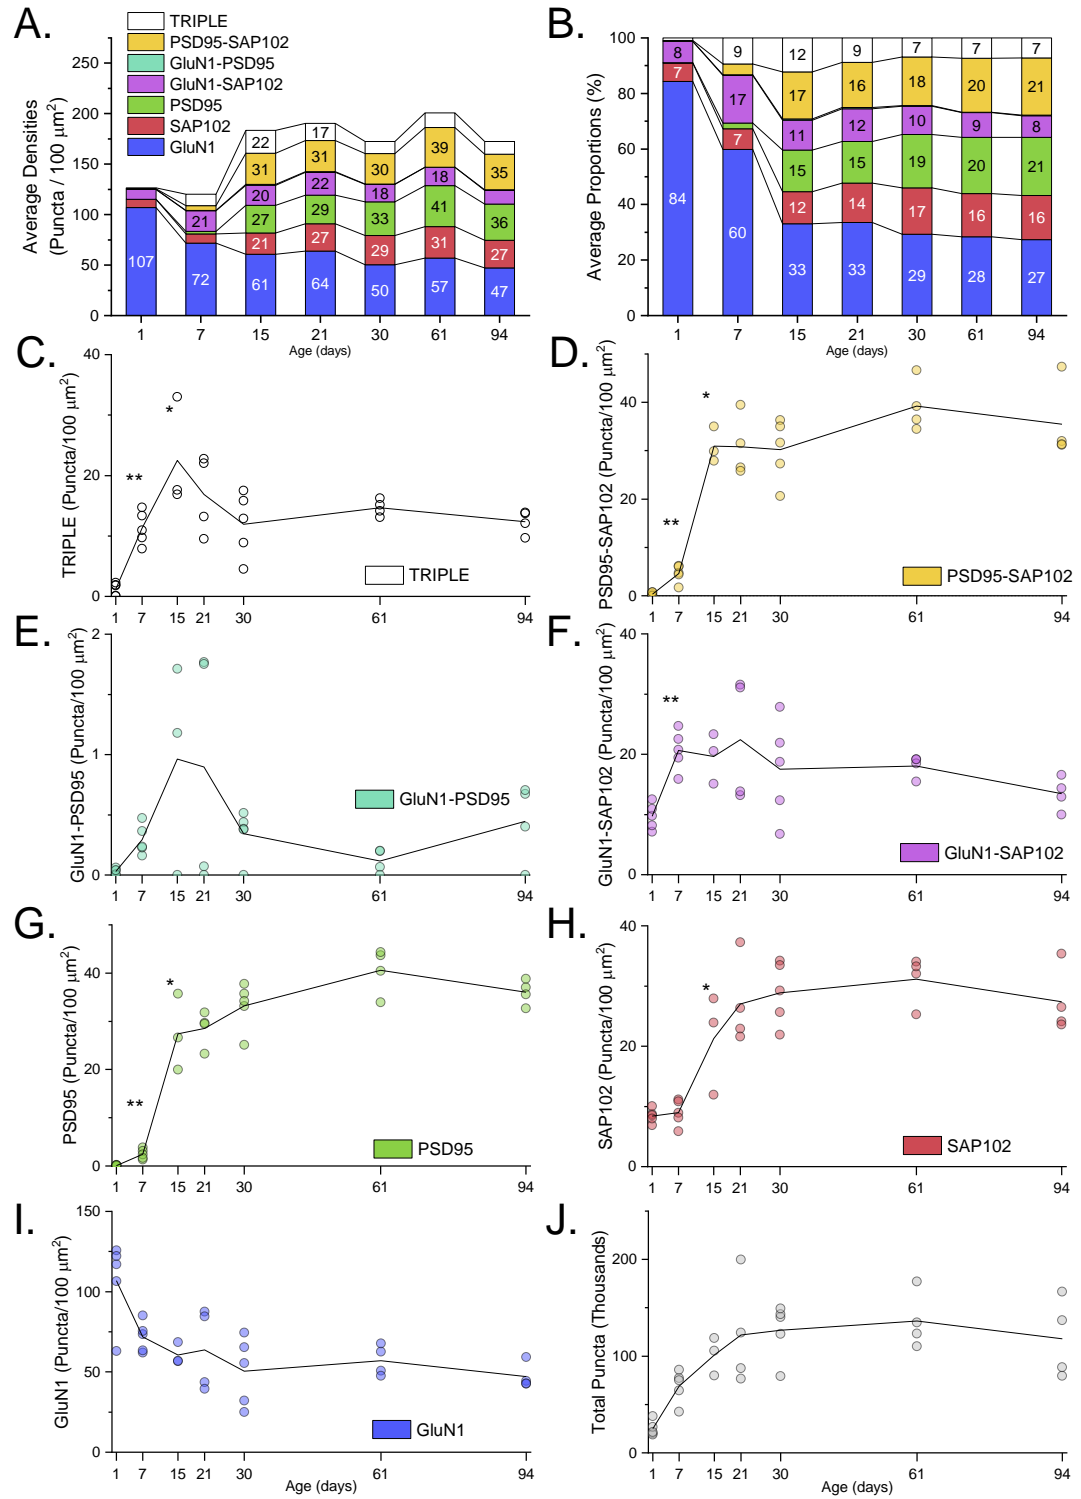 A.
TRIPLE
PSD95-SAP102
GluN1-PSD95
GluN1-SAP102
PSD95
SAP102
GluN1
Average Densities
(Puncta / 100 µm²)
250
200
150
100
50
0
107
72 21
61 21 27 20 31 22
64 27 29 22 31 17
50 29 33 18 30
57 31 41 18 39
47 27 36 35
1 7 15 21 30 61 94
Age (days)
B.
Average Proportions (%)
100
80
60
40
20
0
84 7 8
60 7 17 9
33 12 15 11 17 12
33 14 15 12 16 9
29 17 19 10 18 7
28 16 20 9 20 7
27 16 21 8 21 7
1 7 15 21 30 61 94
Age (days)
C.
TRIPLE (Puncta/100 µm²)
40
20
0
**
*
TRIPLE
1 7 15 21 30 61 94
D.
PSD95-SAP102 (Puncta/100 µm²)
40
20
0
**
*
PSD95-SAP102
1 7 15 21 30 61 94
E.
GluN1-PSD95 (Puncta/100 µm²)
2
1
0
GluN1-PSD95
1 7 15 21 30 61 94
F.
GluN1-SAP102 (Puncta/100 µm²)
40
20
0
**
GluN1-SAP102
1 7 15 21 30 61 94
G.
PSD95 (Puncta/100 µm²)
40
20
0
**
*
PSD95
1 7 15 21 30 61 94
H.
SAP102 (Puncta/100 µm²)
40
20
0
*
SAP102
1 7 15 21 30 61 94
I.
GluN1 (Puncta/100 µm²)
150
100
50
0
GluN1
1 7 15 21 30 61 94
Age (days)
J.
Total Puncta (Thousands)
200
100
0
1 7 15 21 30 61 94
Age (days)